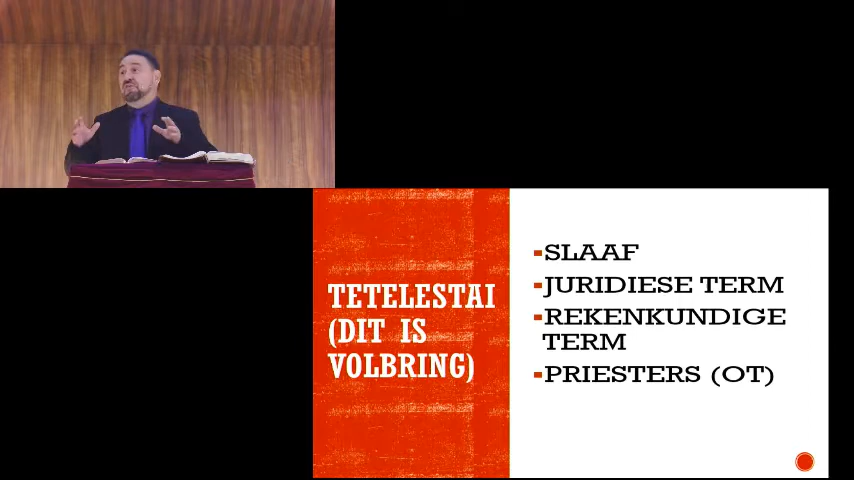 TETELESTAI
(DIT IS
VOLBRING)
SLAAF
JURIDIESE TERM
REKENKUNDIGE
TERM
PRIESTERS (OT)